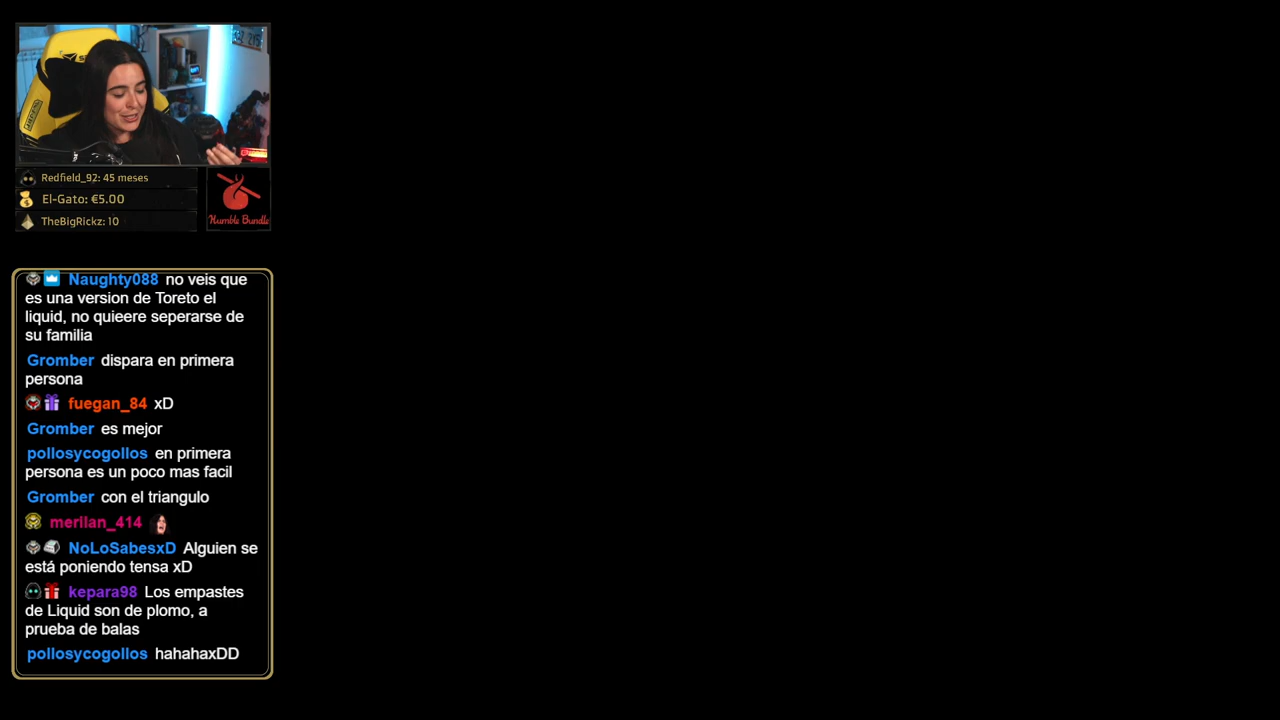 Redfield_92: 45 meses
El-Gato: €5.00
TheBigRickz: 10
Humble Bundle
Naughty088 no veis que
es una version de Toreto el
liquid, no quieere seperarse de
su familia
Gromber dispara en primera
persona
fuegan_84 xD
Gromber es mejor
pollosycogollos en primera
persona es un poco mas facil
Gromber con el triangulo
merilan_414
NoLoSabesxD Alguien se
está poniendo tensa xD
kepara98 Los empastes
de Liquid son de plomo, a
prueba de balas
pollosycogollos hahahaxDD